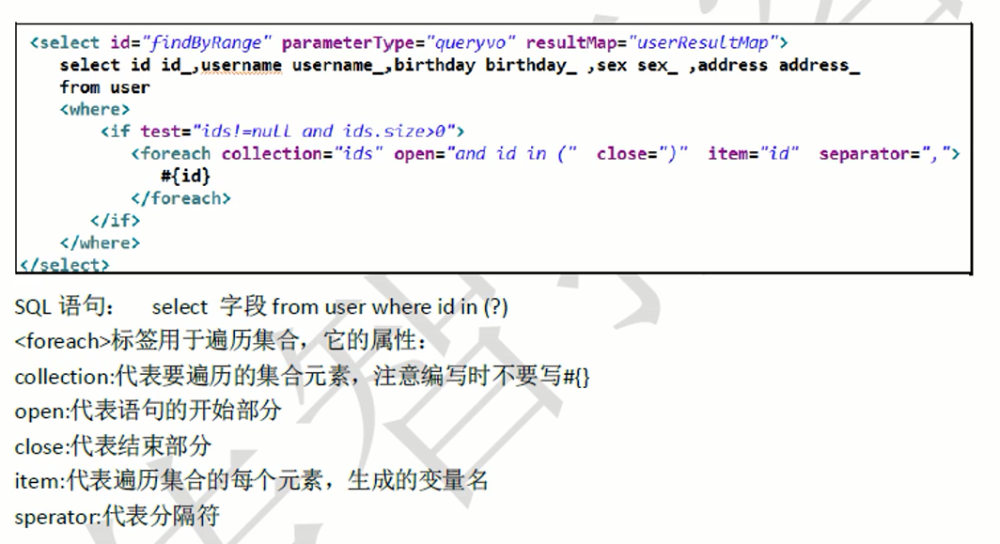 <select id="findByRange" parameterType="queryvo" resultMap="userResultMap">
select id id_,username username_,birthday birthday_ ,sex sex_ ,address address_
from user
<where>
<if test="ids!=null and ids.size>0">
<foreach collection="ids" open="and id in (" close=")" item="id" separator=",">
#{id}
</foreach>
</if>
</where>
</select>
SQL 语句： select 字段 from user where id in (?)
<foreach>标签用于遍历集合，它的属性：
collection:代表要遍历的集合元素，注意编写时不要写#{}
open:代表语句的开始部分
close:代表结束部分
item:代表遍历集合的每个元素，生成的变量名
sperator:代表分隔符